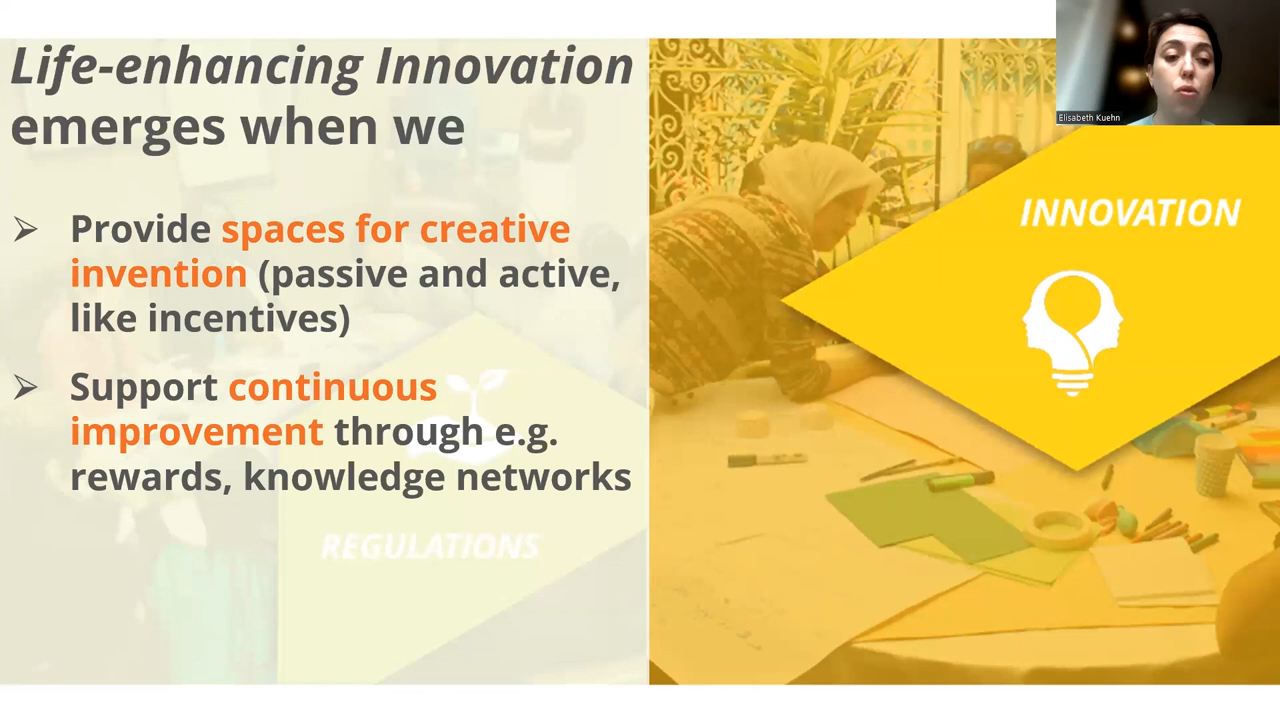 Life-enhancing Innovation
emerges when we
➢ Provide spaces for creative
invention (passive and active,
like incentives)
➢ Support continuous
improvement through e.g.
rewards, knowledge networks
REGULATIONS
INNOVATION
Elisabeth Kuehn